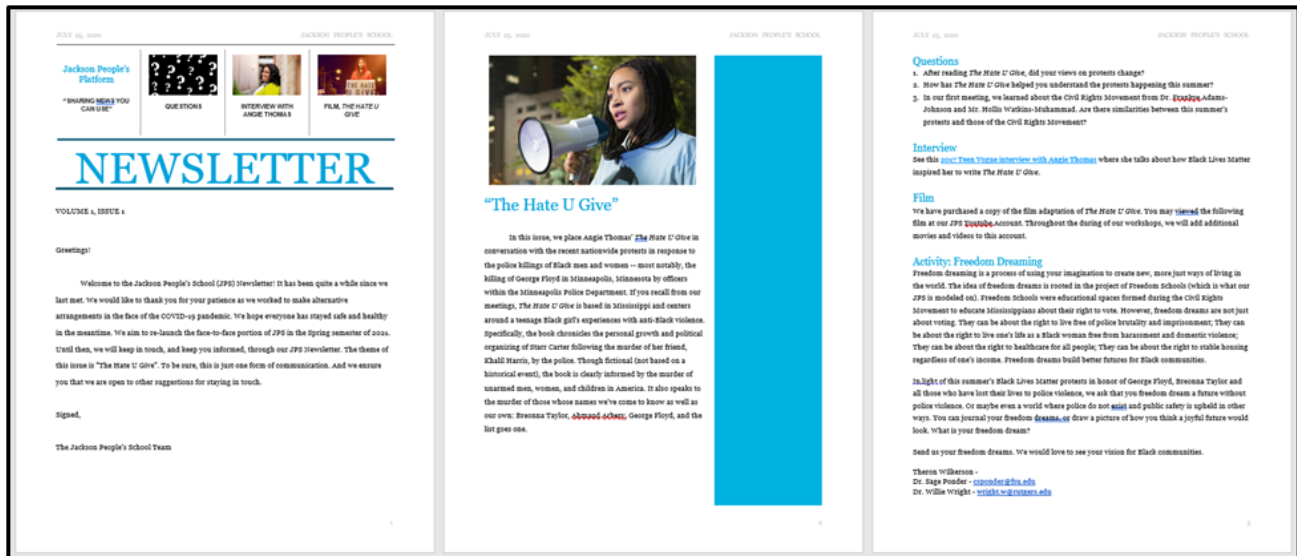 JULY 25, 2020 JACKSON PEOPLE'S SCHOOL
Jackson People's
Platform
"SHARING NEWS YOU
CAN USE"
QUESTIONS
INTERVIEW WITH
ANGIE THOMAS
FILM, THE HATE U
GIVE
NEWSLETTER
VOLUME 1, ISSUE 1
Greetings!
Welcome to the Jackson People's School (JPS) Newsletter! It has been quite a while since we
last met. We would like to thank you for your patience as we worked to make alternative
arrangements in the face of the COVID-19 pandemic. We hope everyone has stayed safe and healthy
in the meantime. We aim to re-launch the face-to-face portion of JPS in the Spring semester of 2021.
Until then, we will keep in touch, and keep you informed, through our JPS Newsletter. The theme of
this issue is "The Hate U Give". To be sure, this is just one form of communication. And we ensure
you that we are open to other suggestions for staying in touch.
Signed,
The Jackson People's School Team
1
JULY 25, 2020 JACKSON PEOPLE'S SCHOOL
"The Hate U Give"
In this issue, we place Angie Thomas' The Hate U Give in
conversation with the recent nationwide protests in response to
the police killings of Black men and women -- most notably, the
killing of George Floyd in Minneapolis, Minnesota by officers
within the Minneapolis Police Department. If you recall from our
meetings, The Hate U Give is based in Mississippi and centers
around a teenage Black girl's experiences with anti-Black violence.
Specifically, the book chronicles the personal growth and political
organizing of Starr Carter following the murder of her friend,
Khalil Harris, by the police. Though fictional (not based on a
historical event), the book is clearly informed by the murder of
unarmed men, women, and children in America. It also speaks to
the murder of those whose names we've come to know as well as
our own: Breonna Taylor, Ahmaud Arbery, George Floyd, and the
list goes one.
2
JULY 25, 2020 JACKSON PEOPLE'S SCHOOL
Questions
1. After reading The Hate U Give, did your views on protests change?
2. How has The Hate U Give helped you understand the protests happening this summer?
3. In our first meeting, we learned about the Civil Rights Movement from Dr. Frankye Adams-
Johnson and Mr. Hollis Watkins-Muhammad. Are there similarities between this summer's
protests and those of the Civil Rights Movement?
Interview
See this 2017 Teen Vogue interview with Angie Thomas where she talks about how Black Lives Matter
inspired her to write The Hate U Give.
Film
We have purchased a copy of the film adaptation of The Hate U Give. You may viewed the following
film at our JPS Youtube Account. Throughout the during of our workshops, we will add additional
movies and videos to this account.
Activity: Freedom Dreaming
Freedom dreaming is a process of using your imagination to create new, more just ways of living in
the world. The idea of freedom dreams is rooted in the project of Freedom Schools (which is what our
JPS is modeled on). Freedom Schools were educational spaces formed during the Civil Rights
Movement to educate Mississippians about their right to vote. However, freedom dreams are not just
about voting. They can be about the right to live free of police brutality and imprisonment; They can
be about the right to live one's life as a Black woman free from harassment and domestic violence;
They can be about the right to healthcare for all people; They can be about the right to stable housing
regardless of one's income. Freedom dreams build better futures for Black communities.
In light of this summer's Black Lives Matter protests in honor of George Floyd, Breonna Taylor and
all those who have lost their lives to police violence, we ask that you freedom dream a future without
police violence. Or maybe even a world where police do not exist and public safety is upheld in other
ways. You can journal your freedom dreams, or draw a picture of how you think a joyful future would
look. What is your freedom dream?
Send us your freedom dreams. We would love to see your vision for Black communities.
Theron Wilkerson -
Dr. Sage Ponder - csponder@fsu.edu
Dr. Willie Wright - wright.w@rutgers.edu
3